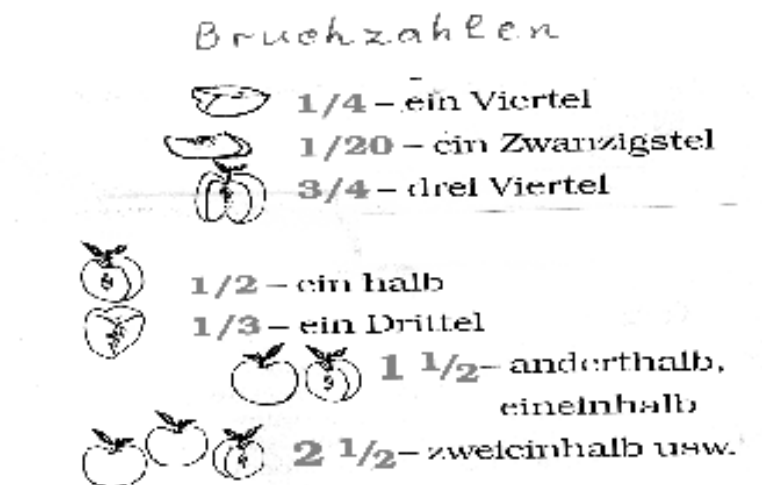 Bruchzahlen
1/4 – ein Viertel
1/20 – ein Zwanzigstel
3/4 – drei Viertel
1/2 – ein halb
1/3 – ein Drittel
1 1/2 – anderthalb,
eineinhalb
2 1/2 – zweieinhalb usw.